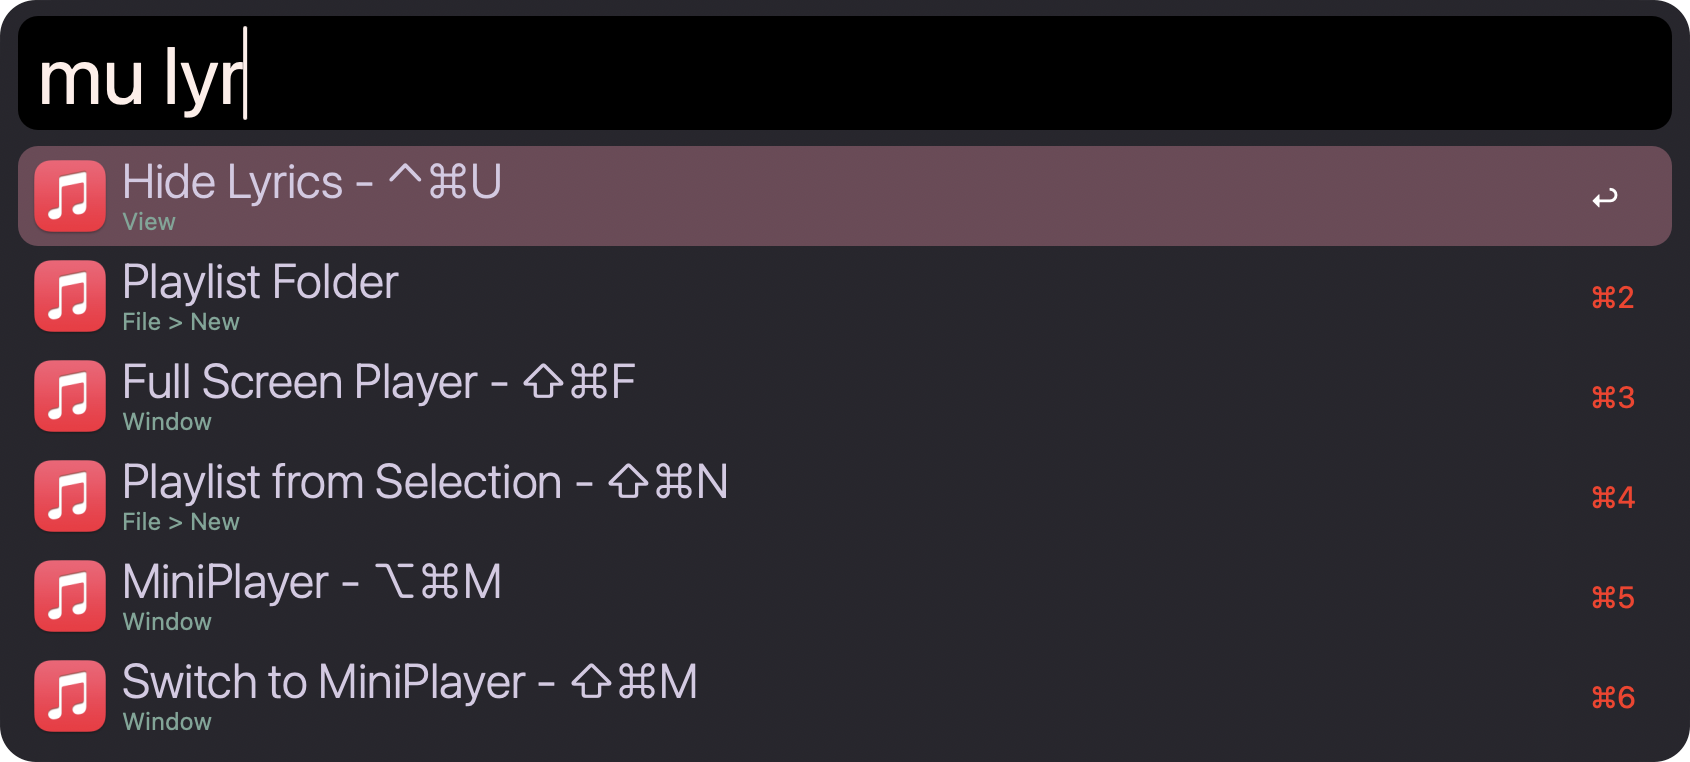 mu lyr
Hide Lyrics - ^⌘U
View
↩
Playlist Folder
File > New
⌘2
Full Screen Player - ⇧⌘F
Window
⌘3
Playlist from Selection - ⇧⌘N
File > New
⌘4
MiniPlayer - ⌥⌘M
Window
⌘5
Switch to MiniPlayer - ⇧⌘M
Window
⌘6